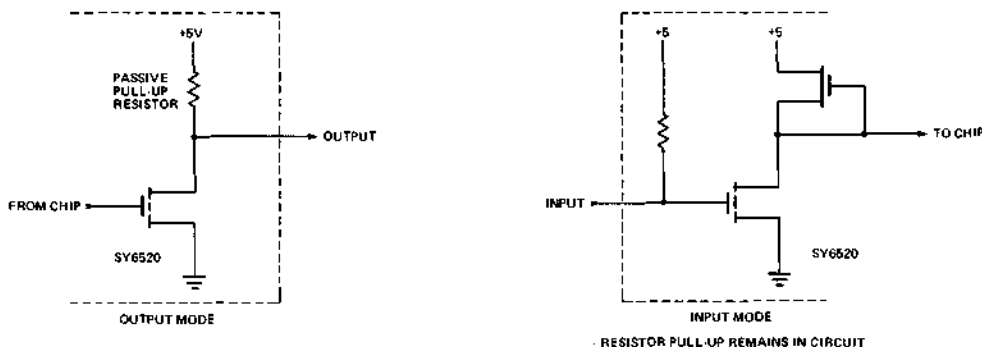 +5V
PASSIVE
PULL-UP
RESISTOR
OUTPUT
FROM CHIP
SY6520
OUTPUT MODE
+5
+5
TO CHIP
INPUT
SY6520
INPUT MODE
- RESISTOR PULL-UP REMAINS IN CIRCUIT